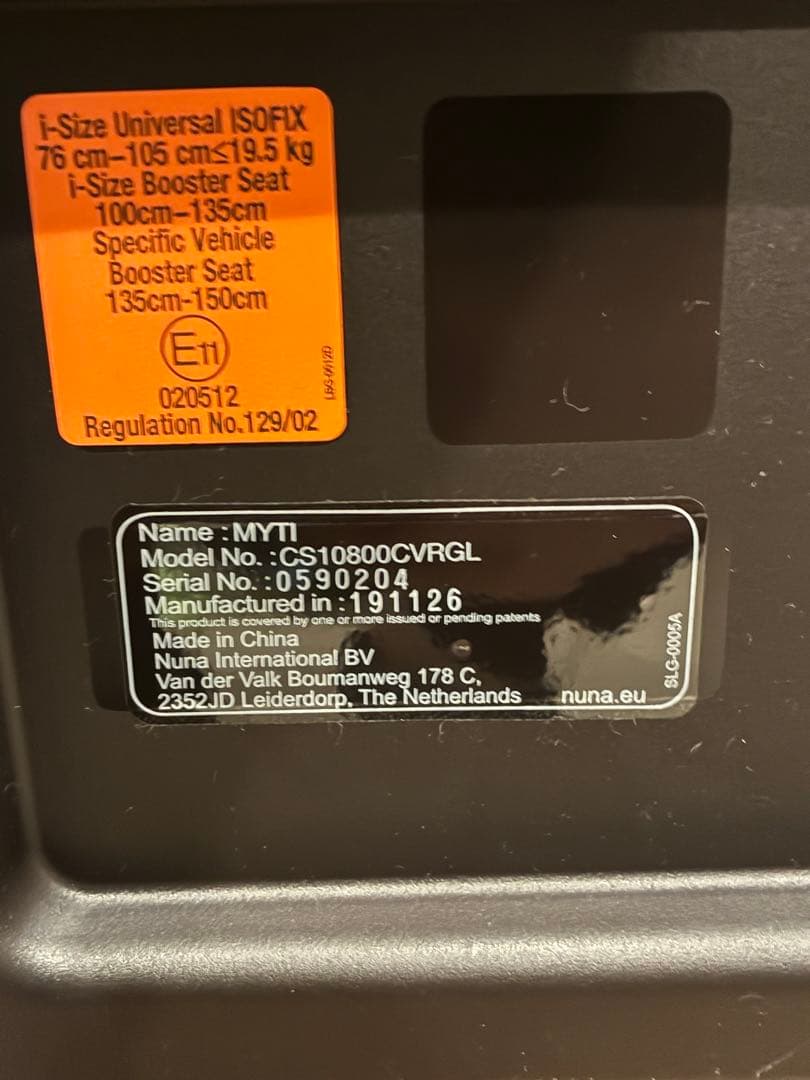 i-Size Universal ISOFIX
76 cm–105 cm≤19.5 kg
i-Size Booster Seat
100cm–135cm
Specific Vehicle
Booster Seat
135cm-150cm
E11
020512
Regulation No.129/02
LBG-0612D
Name : MYTI
Model No. : CS10800CVRGL
Serial No. : 0590204
Manufactured in : 191126
This product is covered by one or more issued or pending patents
Made in China
Nuna International BV
Van der Valk Boumanweg 178 C,
2352JD Leiderdorp, The Netherlands nuna.eu
SLG-0005A